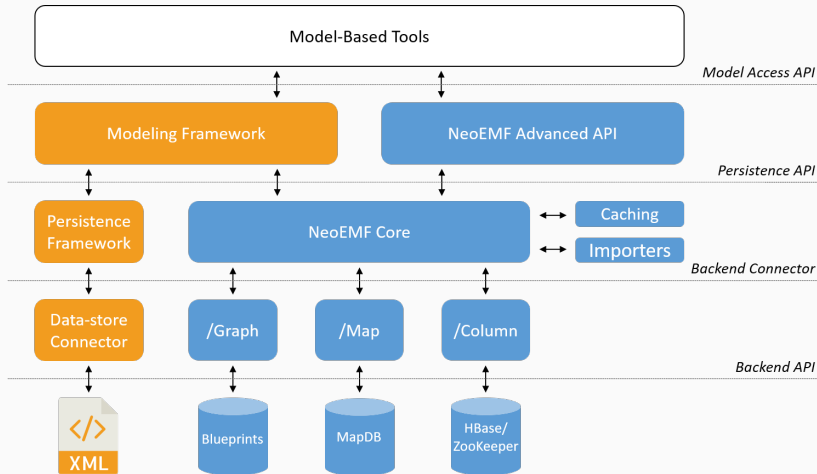 Model-Based Tools
Model Access API
Modeling Framework
NeoEMF Advanced API
Persistence API
Persistence
Framework
NeoEMF Core
Caching
Importers
Backend Connector
Data-store
Connector
/Graph
/Map
/Column
Backend API
</>
XML
Blueprints
MapDB
HBase/
ZooKeeper